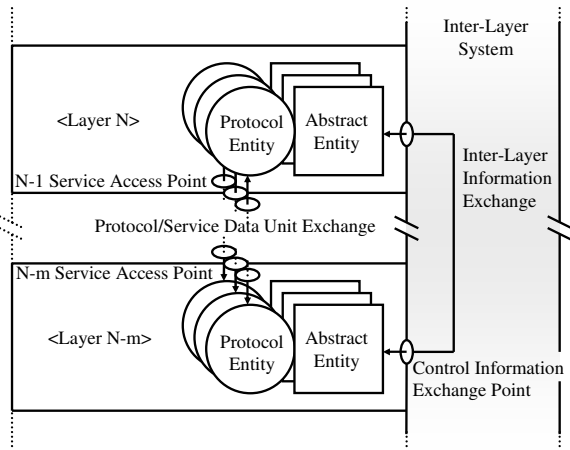 Inter-Layer
System
<Layer N>
Protocol
Entity
Abstract
Entity
Inter-Layer
Information
Exchange
N-1 Service Access Point
Protocol/Service Data Unit Exchange
N-m Service Access Point
<Layer N-m>
Protocol
Entity
Abstract
Entity
Control Information
Exchange Point